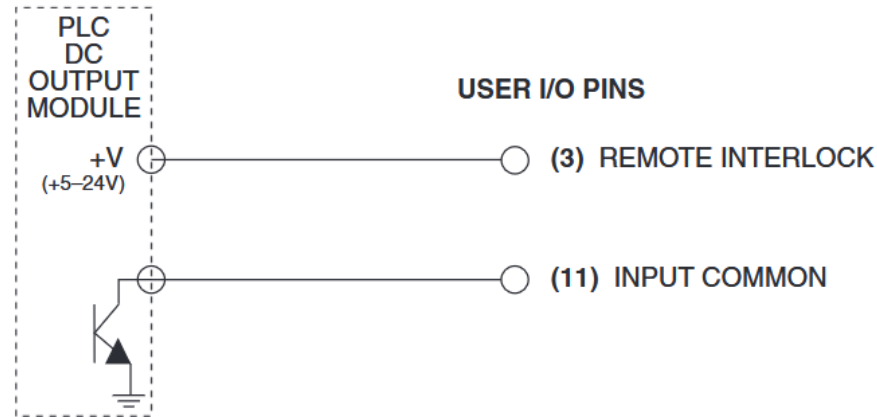 PLC
DC
OUTPUT
MODULE
USER I/O PINS
+V
(+5–24V)
(3) REMOTE INTERLOCK
(11) INPUT COMMON